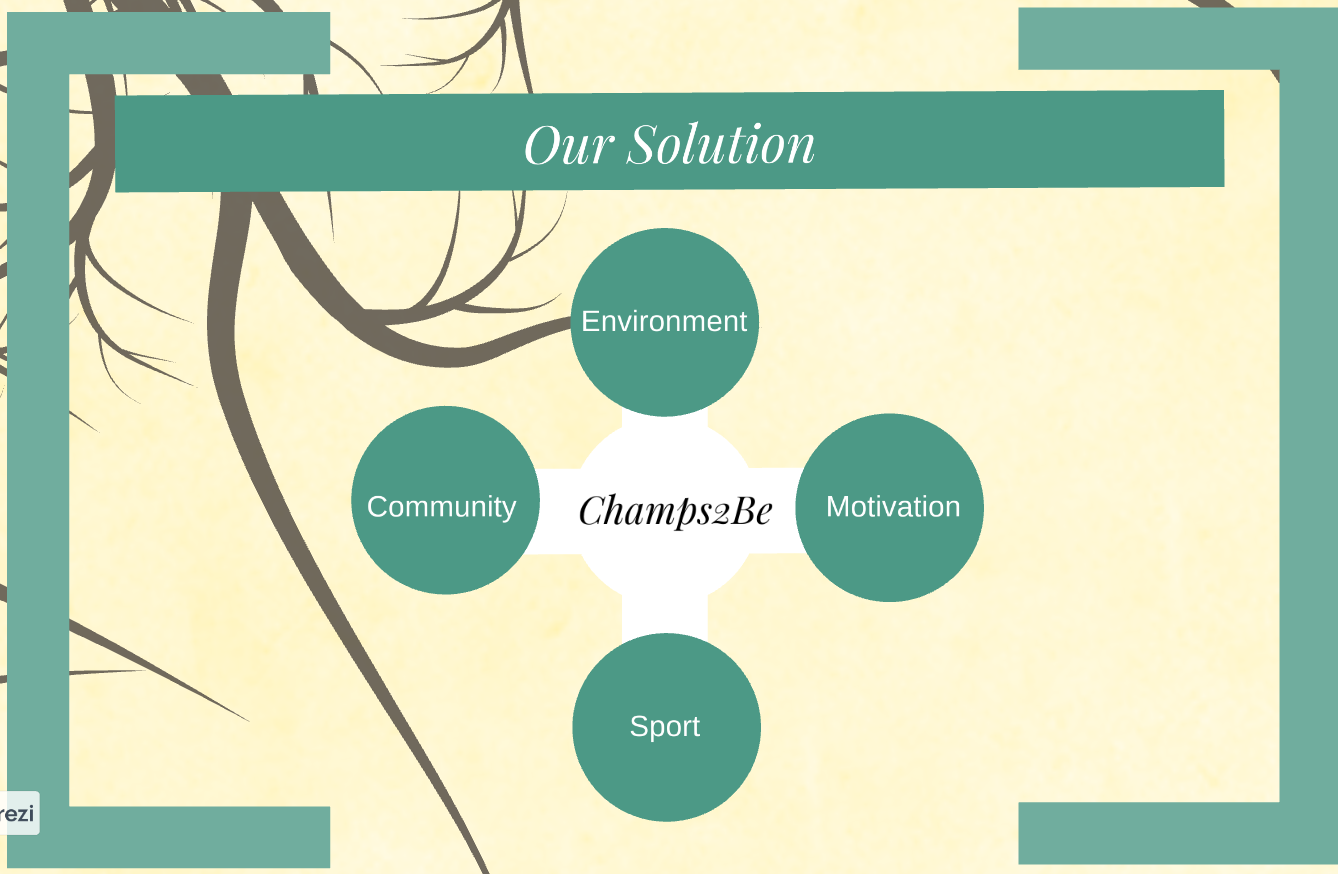 Our Solution
Environment
Community
Champs2Be
Motivation
Sport
rezi